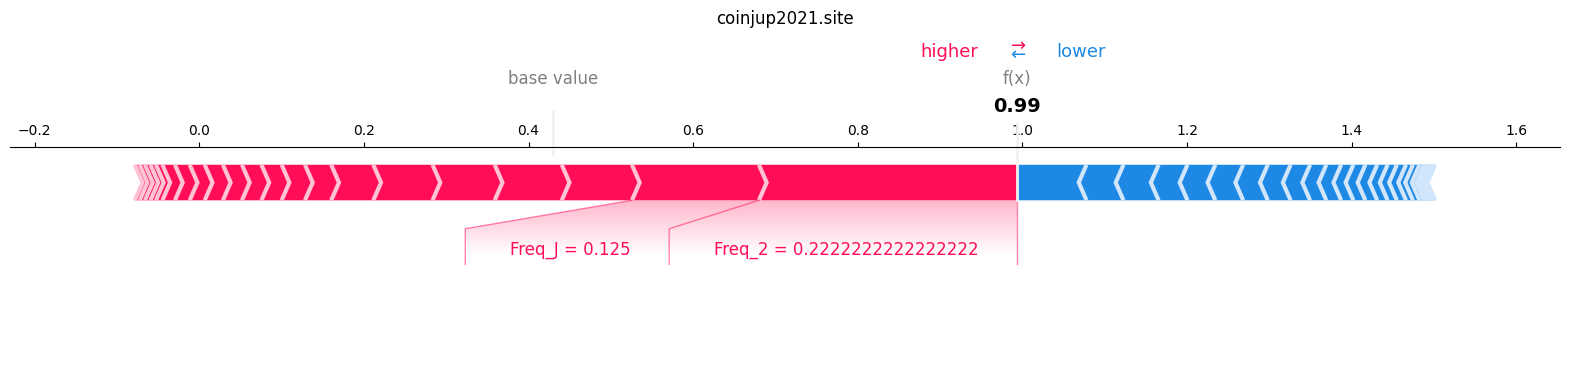 coinjup2021.site
higher ⇄ lower
base value f(x)
0.99
−0.2 0.0 0.2 0.4 0.6 0.8 1.0 1.2 1.4 1.6
Freq_J = 0.125 Freq_2 = 0.2222222222222222